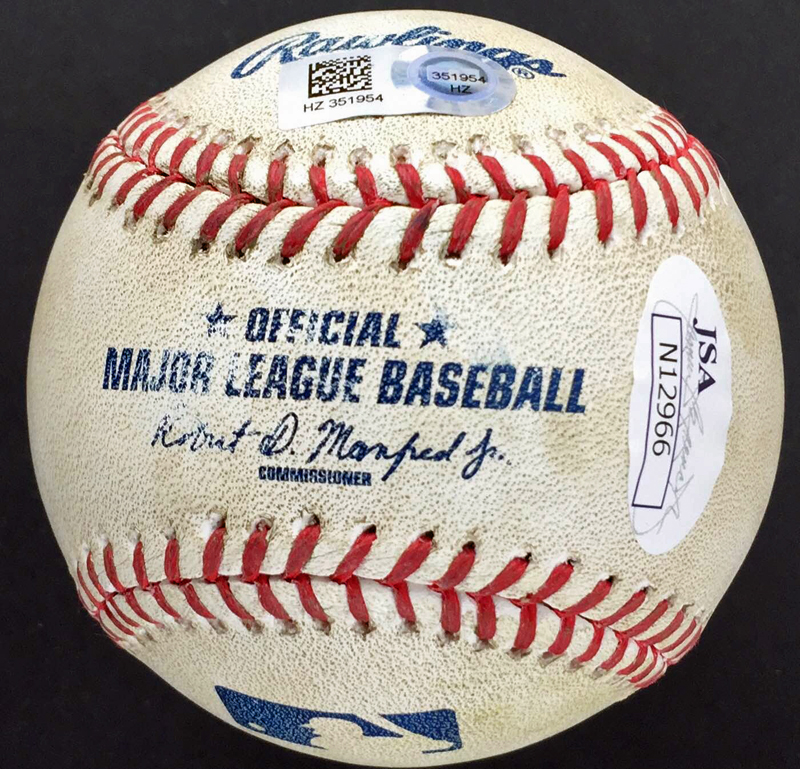 Rawlings®
HZ 351954
351954
HZ
★ OFFICIAL ★
MAJOR LEAGUE BASEBALL
Robert D. Manfred Jr.
COMMISSIONER
JSA
N12966